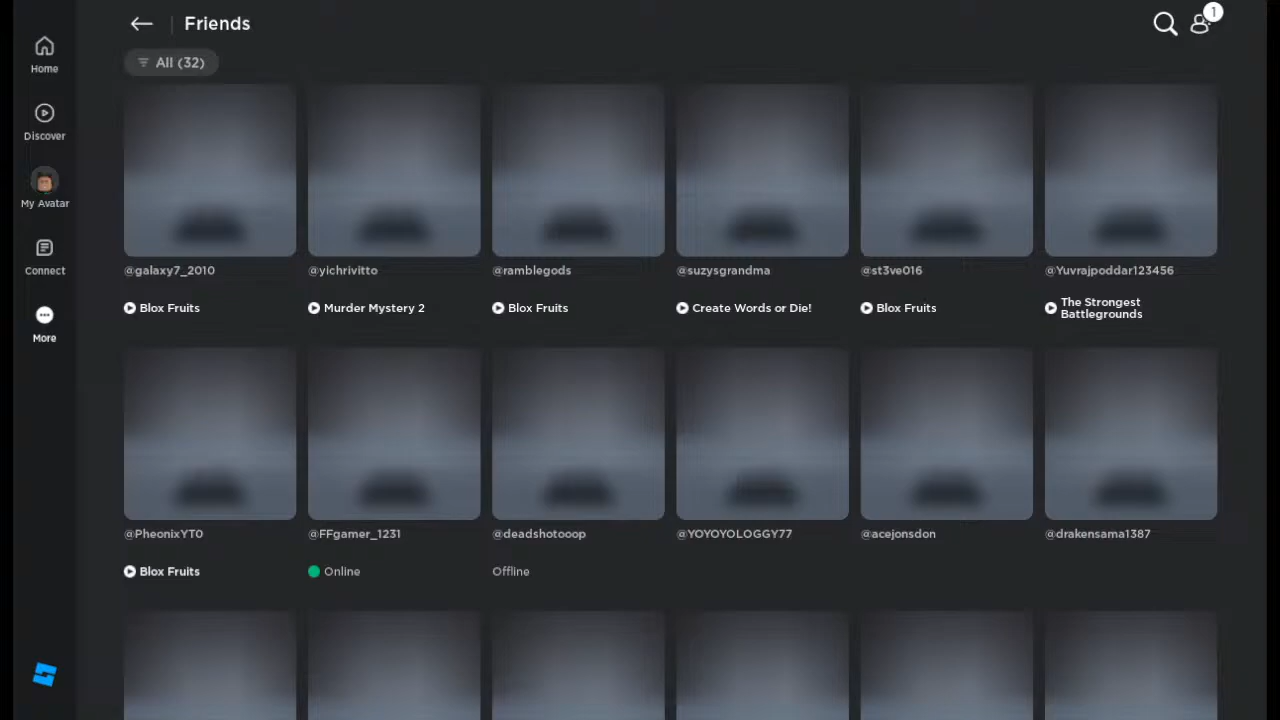 Friends
1
All (32)
Home
Discover
My Avatar
Connect
More
@galaxy7_2010
@yichrivitto
@ramblegods
@suzysgrandma
@st3ve016
@Yuvrajpoddar123456
Blox Fruits
Murder Mystery 2
Blox Fruits
Create Words or Die!
Blox Fruits
The Strongest
Battlegrounds
@PheonixYT0
@FFgamer_1231
@deadshotooop
@YOYOYOLOGGY77
@acejonsdon
@drakensama1387
Blox Fruits
Online
Offline